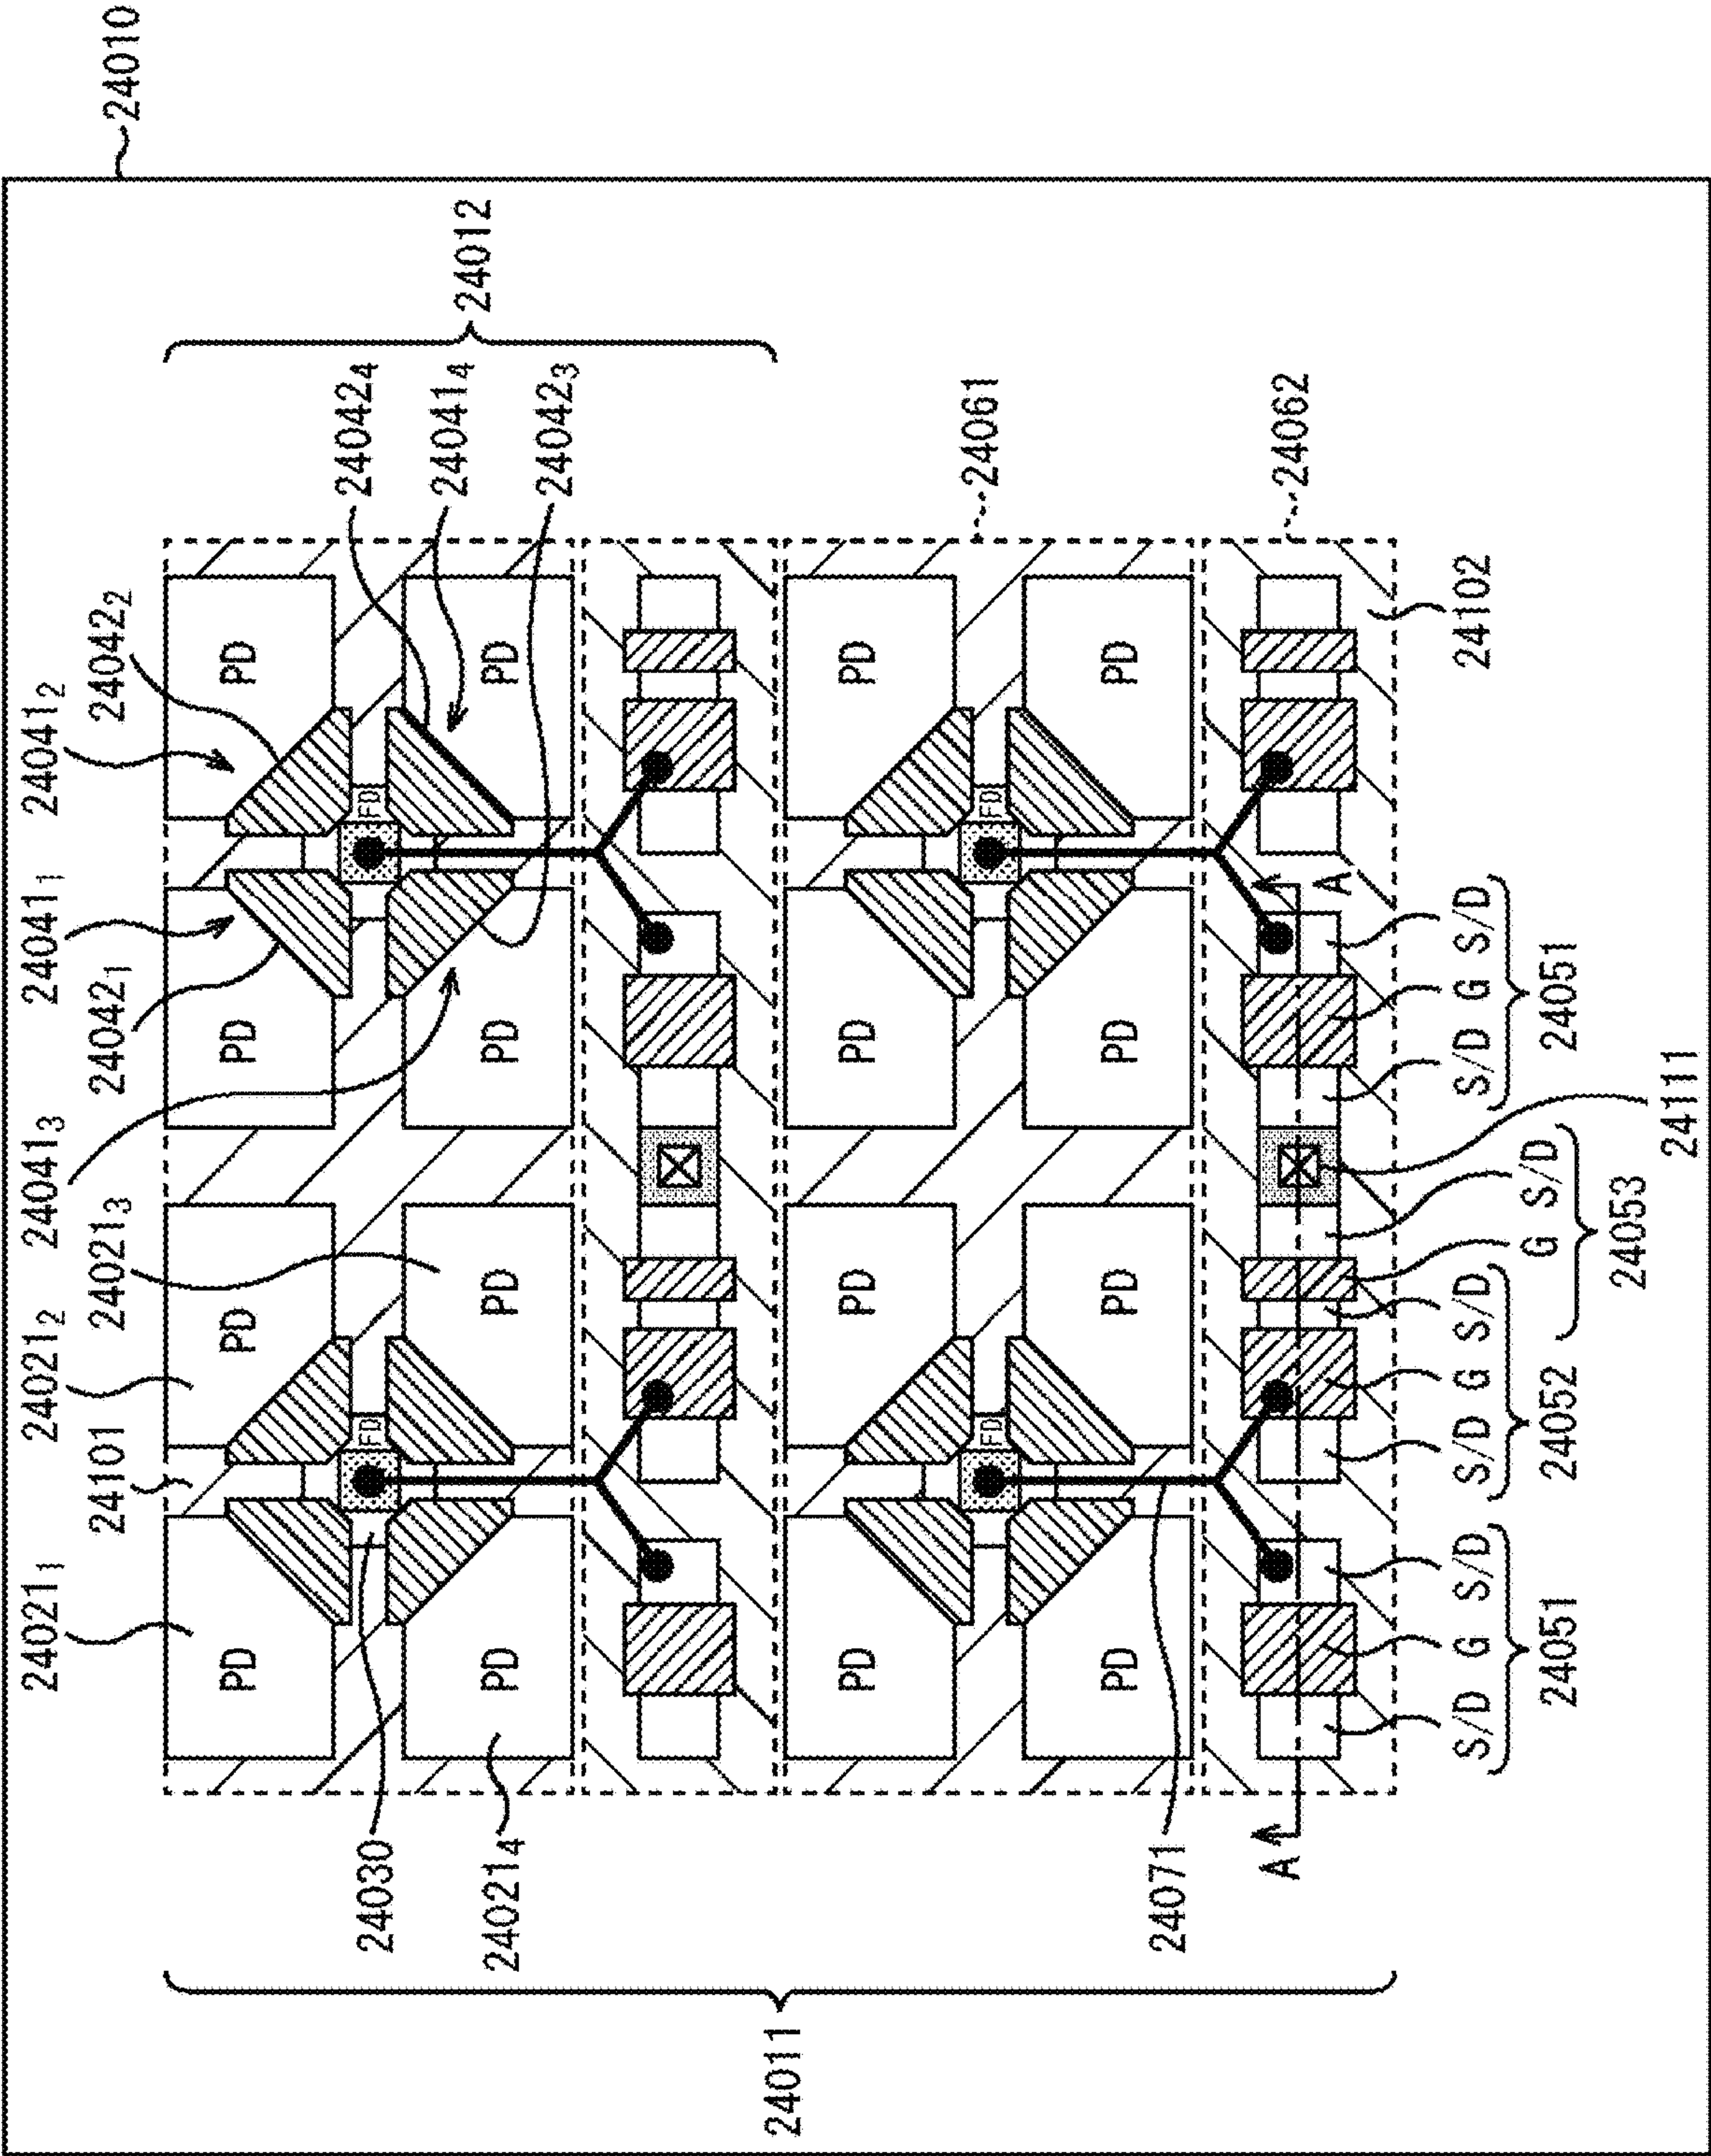 24021₁
24021₂
24041₃
24041₁
24041₂
24101
24021₃
24042₁
24042₂
24010
PD
PD
PD
PD
24030
FD
FD
24042₄
24041₄
24012
24021₄
PD
PD
PD
PD
24042₃
24011
PD
PD
PD
PD
FD
FD
24061
PD
PD
PD
PD
24071
A
A
24062
S/D G S/D
S/D G S/D
S/D G S/D
24102
G S/D
24051
24052
24051
24053
24111